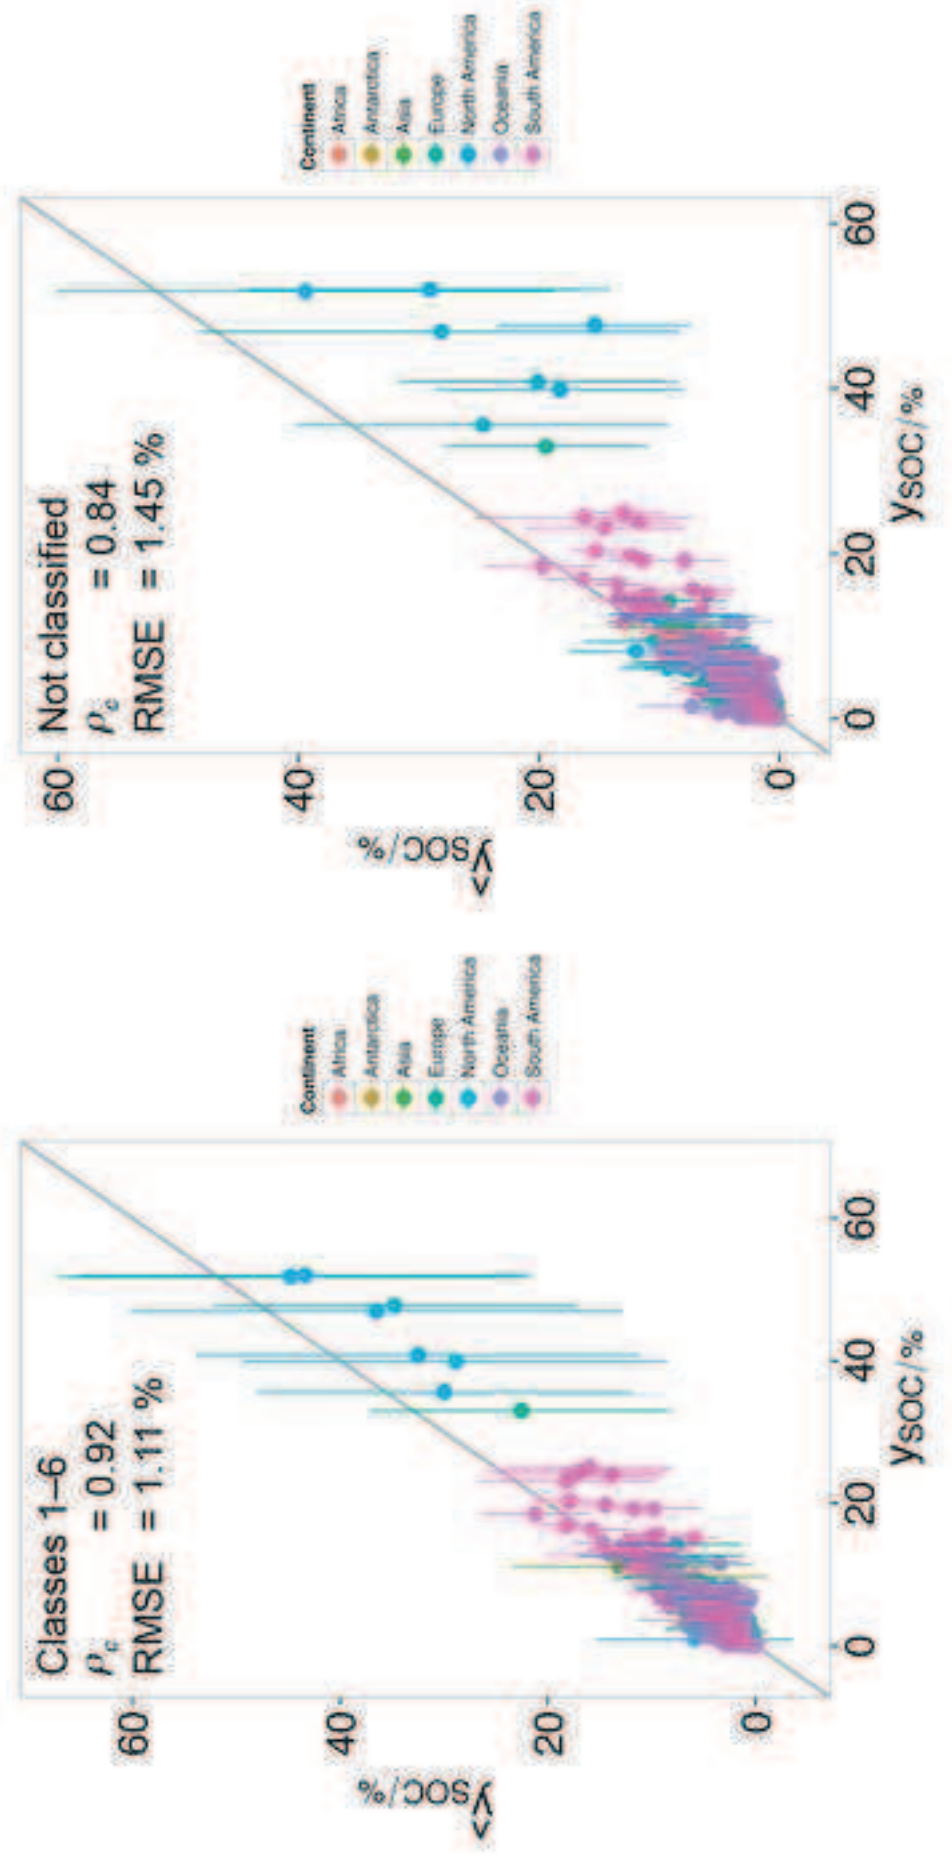 Classes 1–6
ρc = 0.92
RMSE = 1.11 %
60
40
20
0
ŷSOC/%
0
20
40
60
ySOC/%
Continent
Africa
Antarctica
Asia
Europe
North America
Oceania
South America
Not classified
ρc = 0.84
RMSE = 1.45 %
60
40
20
0
ŷSOC/%
0
20
40
60
ySOC/%
Continent
Africa
Antarctica
Asia
Europe
North America
Oceania
South America